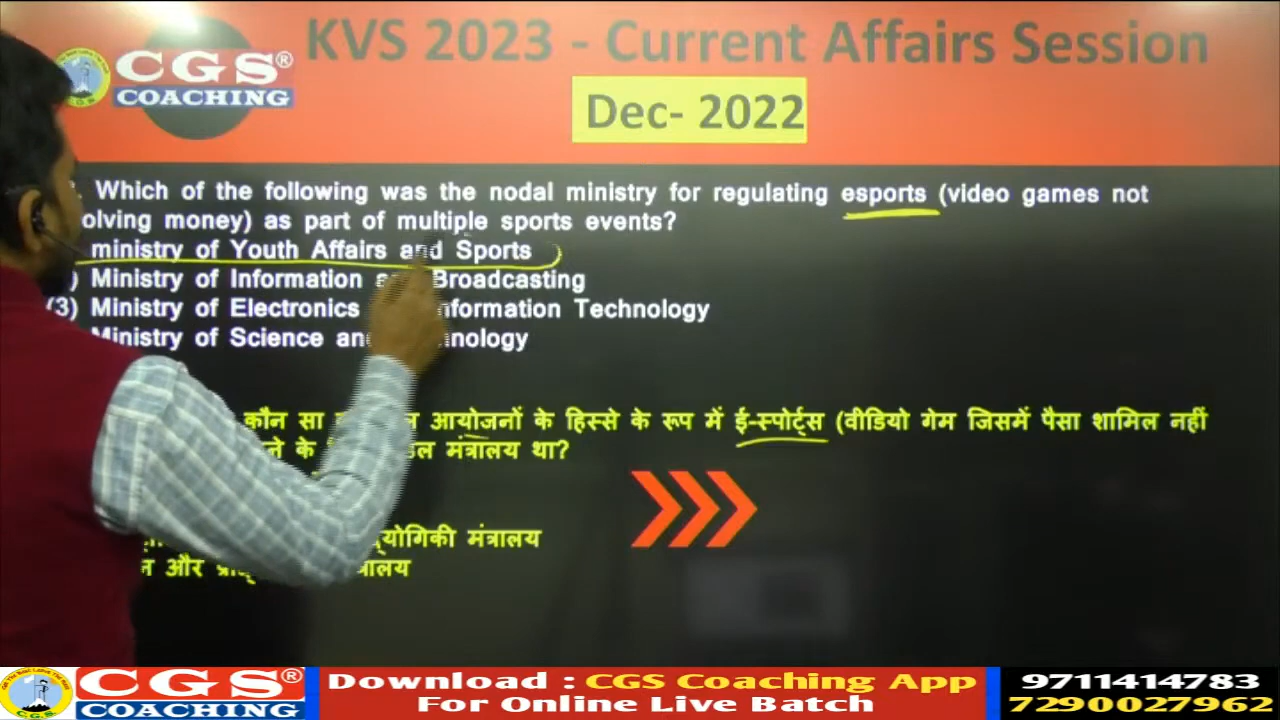 CGS®
COACHING
KVS 2023 - Current Affairs Session
Dec- 2022
Which of the following was the nodal ministry for regulating esports (video games not
olving money) as part of multiple sports events?
ministry of Youth Affairs and Sports
) Ministry of Information a Broadcasting
(3) Ministry of Electronics nformation Technology
Ministry of Science an nology
कौन सा आयोजनों के हिस्से के रूप में ई-स्पोर्ट्स (वीडियो गेम जिसमें पैसा शामिल नहीं
ने के डल मंत्रालय था?
योगिकी मंत्रालय
न और
CGS®
COACHING
Download : CGS Coaching App
For Online Live Batch
9711414783
7290027962